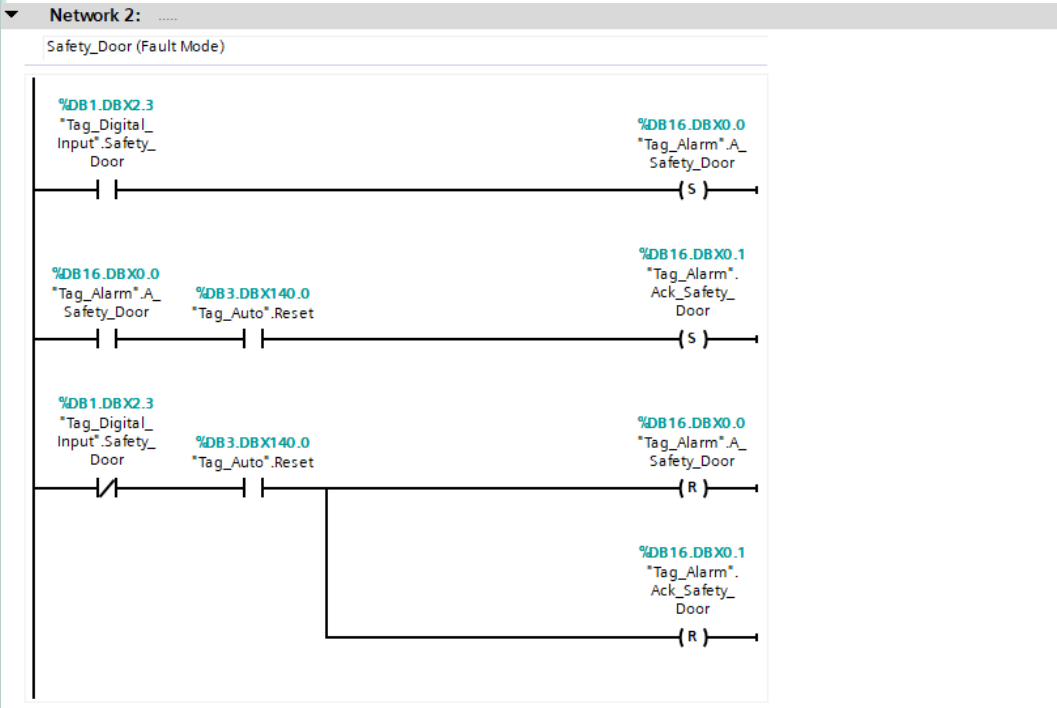 Network 2: .....
Safety_Door (Fault Mode)
%DB1.DBX2.3
"Tag_Digital_
Input".Safety_
Door
%DB16.DBX0.0
"Tag_Alarm".A_
Safety_Door
S
%DB16.DBX0.0
"Tag_Alarm".A_
Safety_Door
%DB3.DBX140.0
"Tag_Auto".Reset
%DB16.DBX0.1
"Tag_Alarm".
Ack_Safety_
Door
S
%DB1.DBX2.3
"Tag_Digital_
Input".Safety_
Door
%DB3.DBX140.0
"Tag_Auto".Reset
%DB16.DBX0.0
"Tag_Alarm".A_
Safety_Door
R
%DB16.DBX0.1
"Tag_Alarm".
Ack_Safety_
Door
R